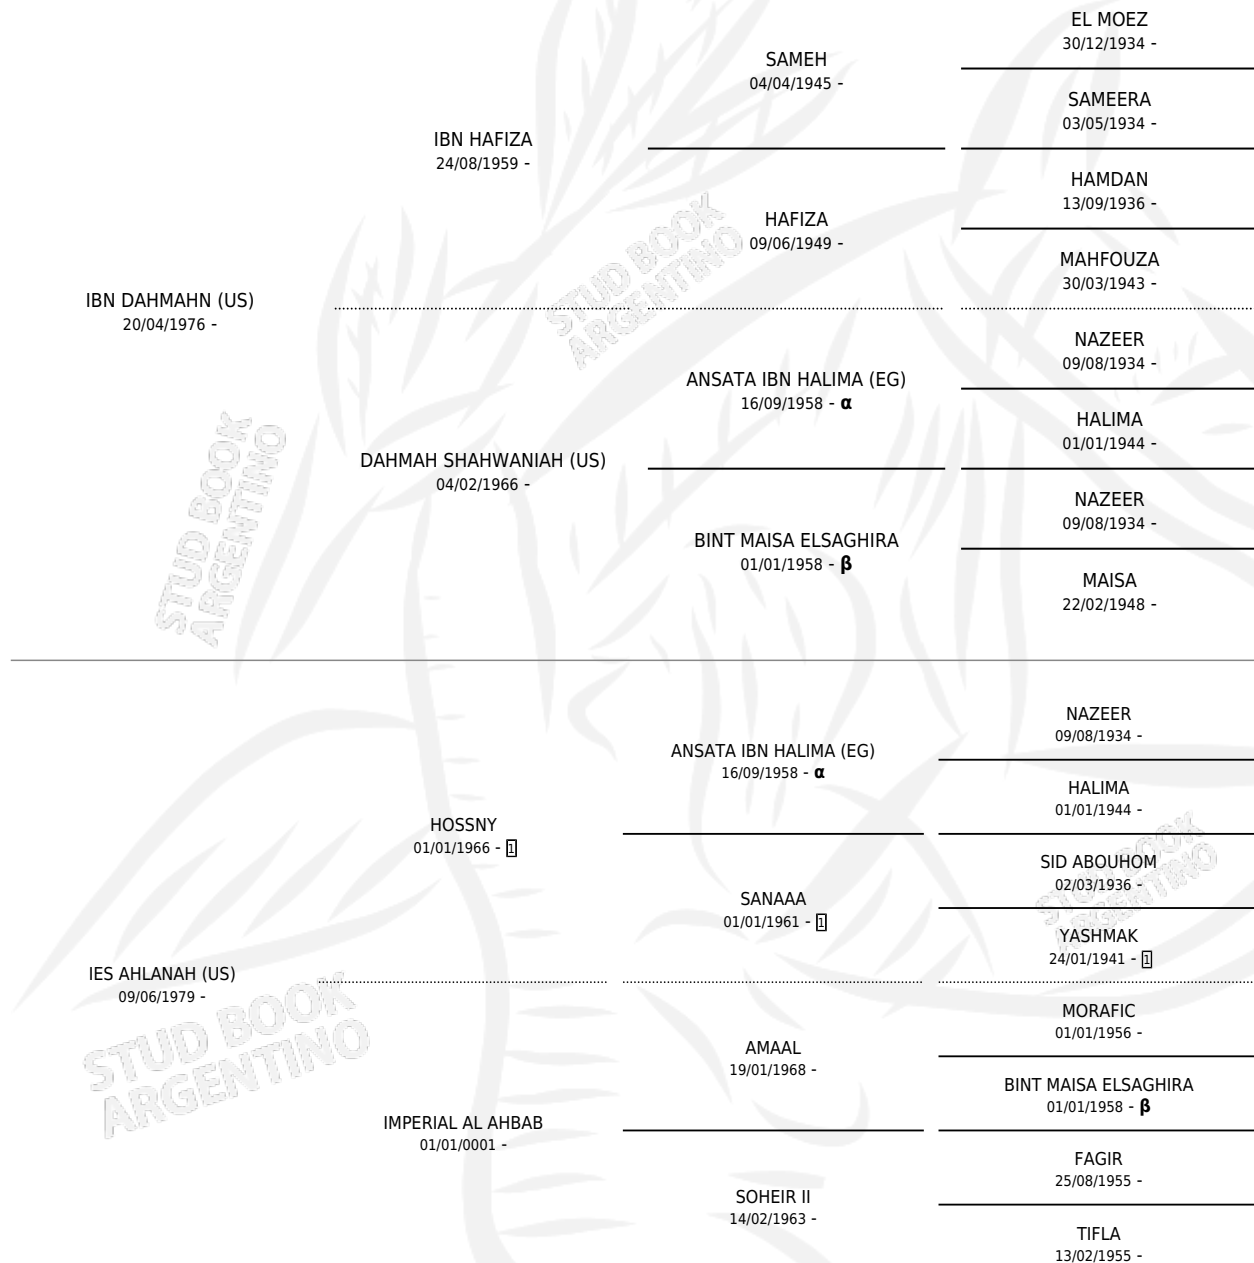 EL MOEZ
30/12/1934 -
SAMEH
04/04/1945 -
SAMEERA
03/05/1934 -
IBN HAFIZA
24/08/1959 -
HAMDAN
13/09/1936 -
HAFIZA
09/06/1949 -
MAHFOUZA
30/03/1943 -
IBN DAHMAHN (US)
20/04/1976 -
NAZEER
09/08/1934 -
ANSATA IBN HALIMA (EG)
16/09/1958 - α
HALIMA
01/01/1944 -
DAHMAH SHAHWANIAH (US)
04/02/1966 -
NAZEER
09/08/1934 -
BINT MAISA ELSAGHIRA
01/01/1958 - β
MAISA
22/02/1948 -
NAZEER
09/08/1934 -
ANSATA IBN HALIMA (EG)
16/09/1958 - α
HALIMA
01/01/1944 -
HOSSNY
01/01/1966 - 1
SID ABOUHOM
02/03/1936 -
SANAAA
01/01/1961 - 1
YASHMAK
24/01/1941 - 1
IES AHLANAH (US)
09/06/1979 -
MORAFIC
01/01/1956 -
AMAAL
19/01/1968 -
BINT MAISA ELSAGHIRA
01/01/1958 - β
IMPERIAL AL AHBAB
01/01/0001 -
FAGIR
25/08/1955 -
SOHEIR II
14/02/1963 -
TIFLA
13/02/1955 -
STUD BOOK
ARGENTINO
STUD BOOK
ARGENTINO
STUD BOOK
ARGENTINO
STUD BOOK
ARGENTINO